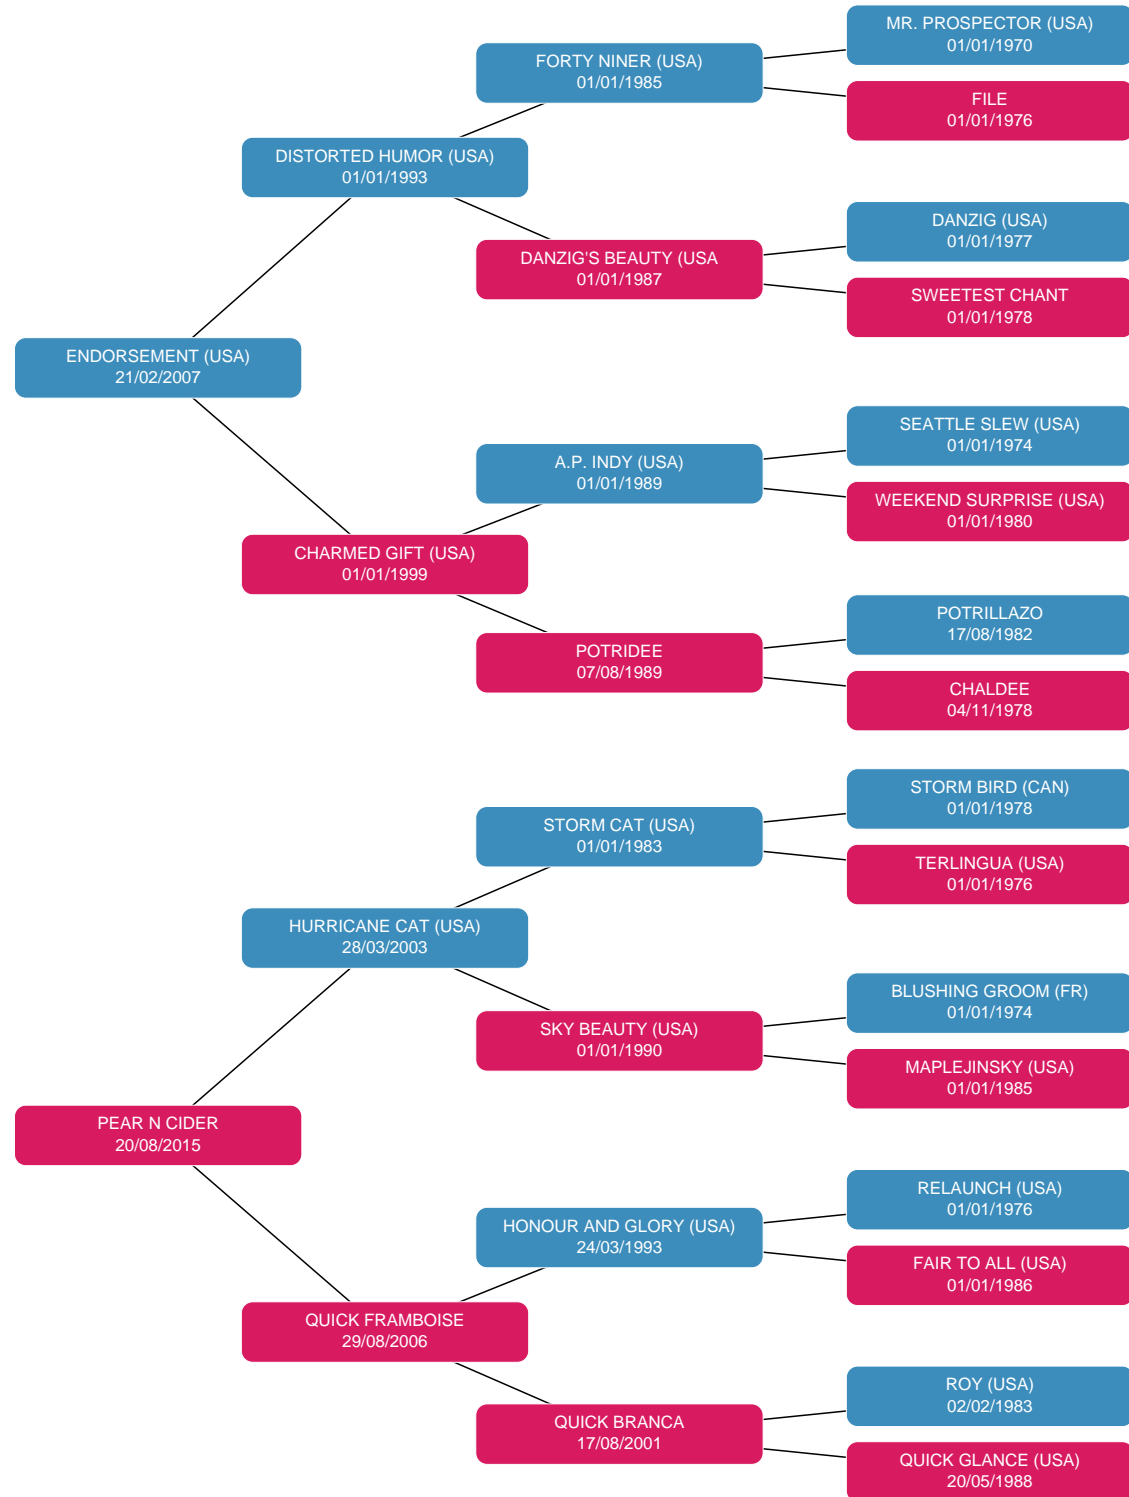 MR. PROSPECTOR (USA)
01/01/1970
FORTY NINER (USA)
01/01/1985
FILE
01/01/1976
DISTORTED HUMOR (USA)
01/01/1993
DANZIG (USA)
01/01/1977
DANZIG'S BEAUTY (USA
01/01/1987
SWEETEST CHANT
01/01/1978
ENDORSEMENT (USA)
21/02/2007
SEATTLE SLEW (USA)
01/01/1974
A.P. INDY (USA)
01/01/1989
WEEKEND SURPRISE (USA)
01/01/1980
CHARMED GIFT (USA)
01/01/1999
POTRILLAZO
17/08/1982
POTRIDEE
07/08/1989
CHALDEE
04/11/1978
STORM BIRD (CAN)
01/01/1978
STORM CAT (USA)
01/01/1983
TERLINGUA (USA)
01/01/1976
HURRICANE CAT (USA)
28/03/2003
BLUSHING GROOM (FR)
01/01/1974
SKY BEAUTY (USA)
01/01/1990
MAPLEJINSKY (USA)
01/01/1985
PEAR N CIDER
20/08/2015
RELAUNCH (USA)
01/01/1976
HONOUR AND GLORY (USA)
24/03/1993
FAIR TO ALL (USA)
01/01/1986
QUICK FRAMBOISE
29/08/2006
ROY (USA)
02/02/1983
QUICK BRANCA
17/08/2001
QUICK GLANCE (USA)
20/05/1988